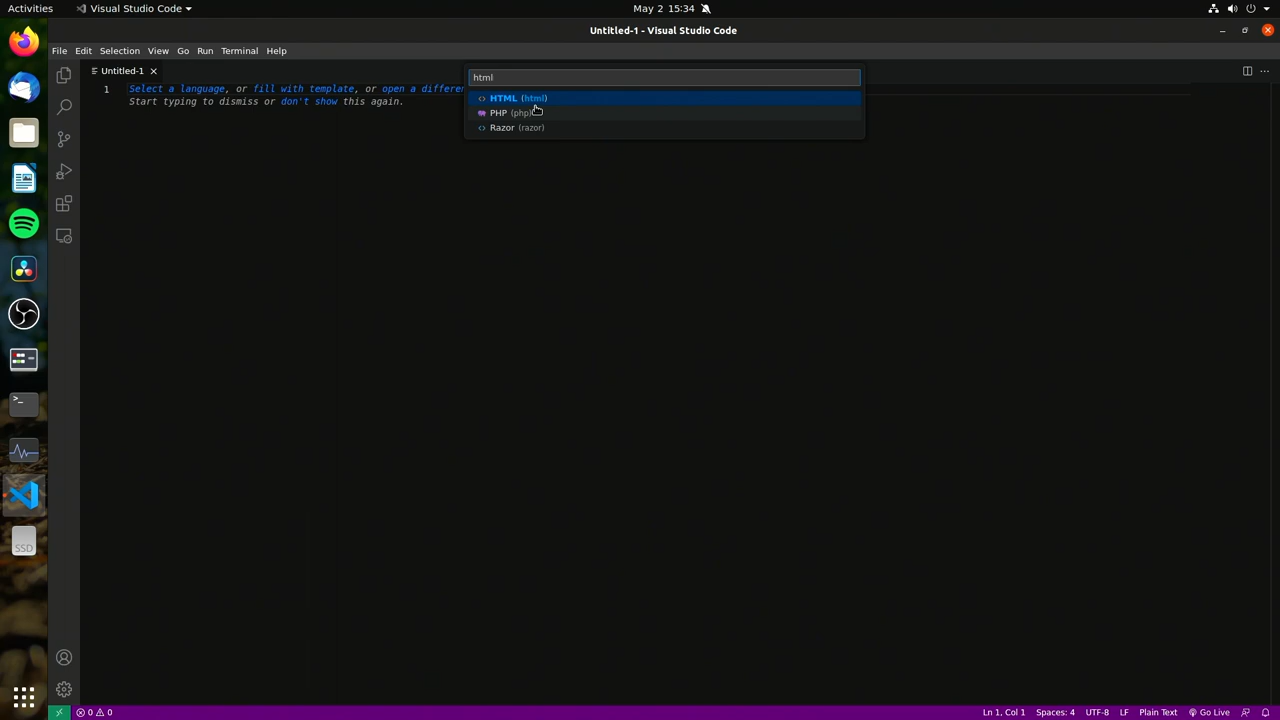 Activities Visual Studio Code May 2 15:34
Untitled-1 - Visual Studio Code
File Edit Selection View Go Run Terminal Help
Untitled-1
html
1 Select a language, or fill with template, or open a differen
Start typing to dismiss or don't show this again.
HTML (html)
PHP (php)
Razor (razor)
SSD
0 0 Ln 1, Col 1 Spaces: 4 UTF-8 LF Plain Text Go Live